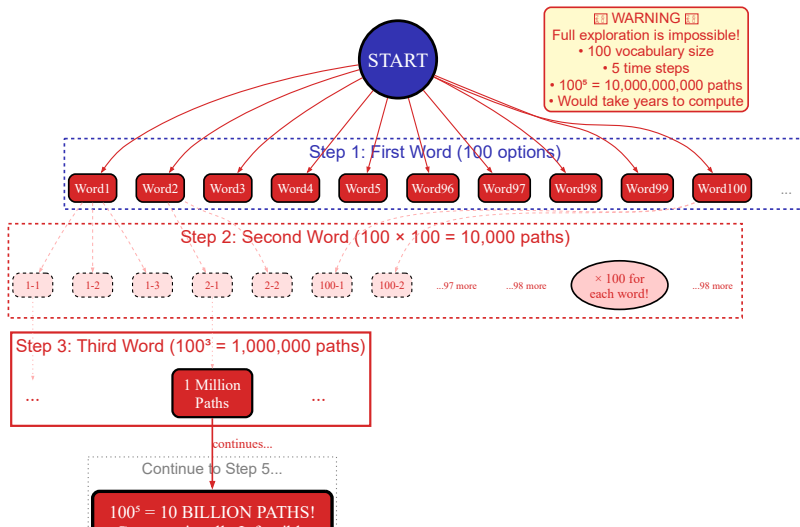 START
WARNING
Full exploration is impossible!
• 100 vocabulary size
• 5 time steps
• 100⁵ = 10,000,000,000 paths
• Would take years to compute
Step 1: First Word (100 options)
Word1 Word2 Word3 Word4 Word5 Word96 Word97 Word98 Word99 Word100 ...
Step 2: Second Word (100 × 100 = 10,000 paths)
1-1 1-2 1-3 2-1 2-2 100-1 100-2 ...97 more ...98 more × 100 for ...98 more
each word!
Step 3: Third Word (100³ = 1,000,000 paths)
... 1 Million ...
Paths
continues...
Continue to Step 5...
100⁵ = 10 BILLION PATHS!